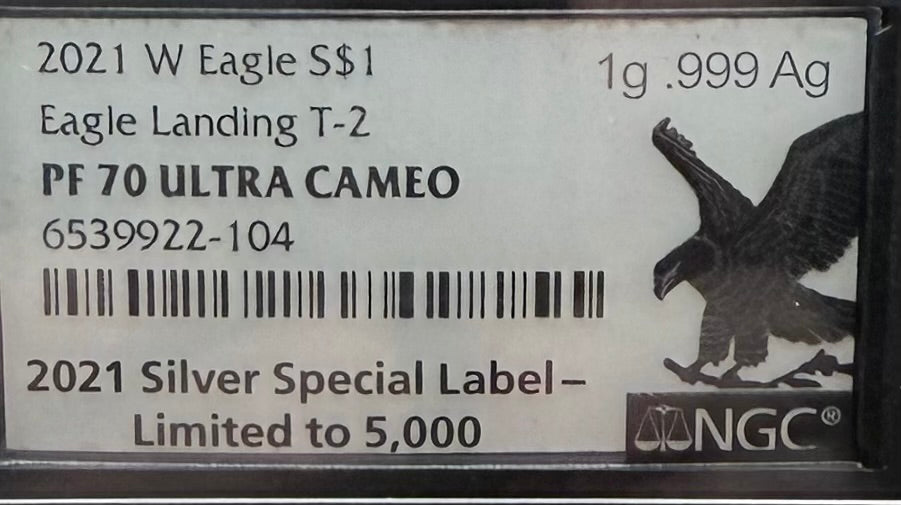 2021 W Eagle S$1
1g .999 Ag
Eagle Landing T-2
PF 70 ULTRA CAMEO
6539922-104
2021 Silver Special Label–
Limited to 5,000
NGC®